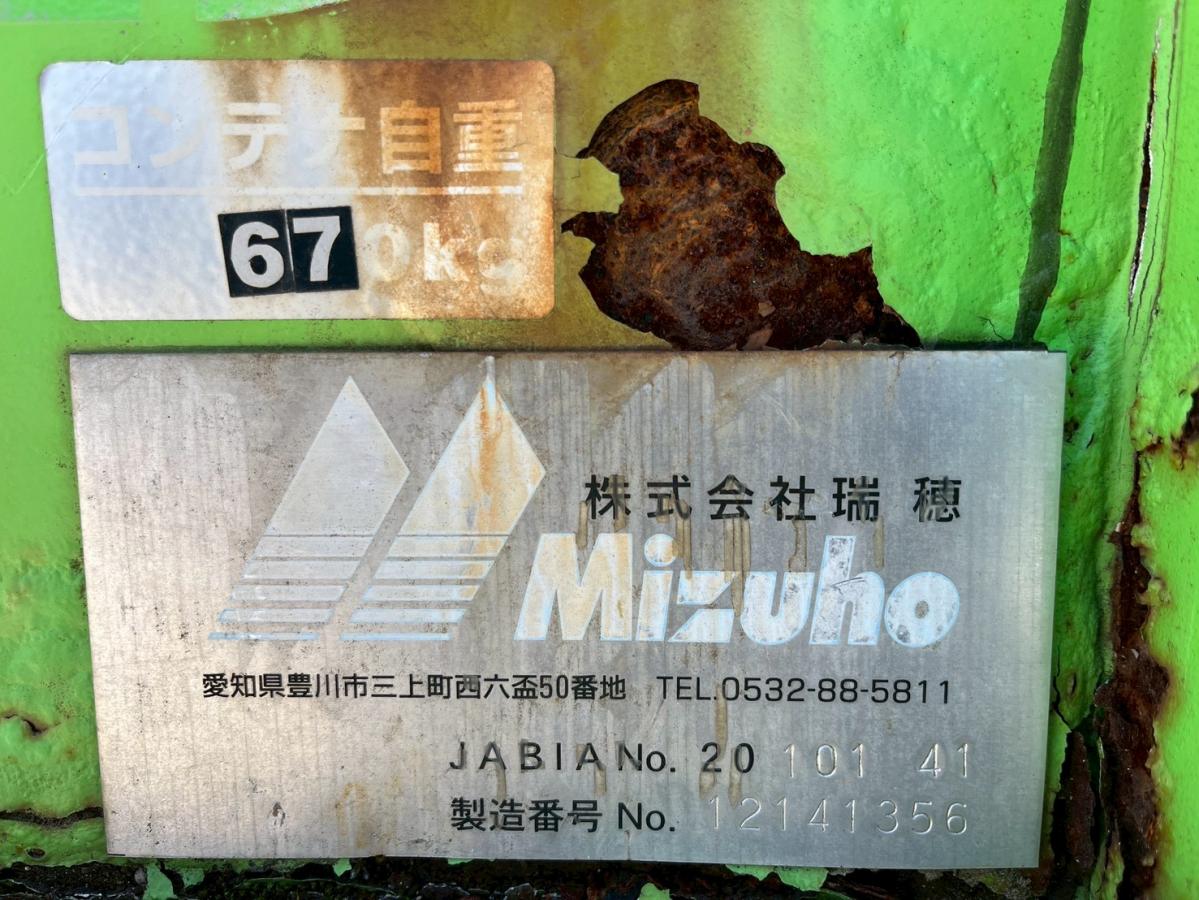 コンテナ自重
670kg
株式会社瑞穂
Mizuho
愛知県豊川市三上町西六盃50番地 TEL.0532-88-5811
JABIA No. 20 101 41
製造番号 No. 12141356